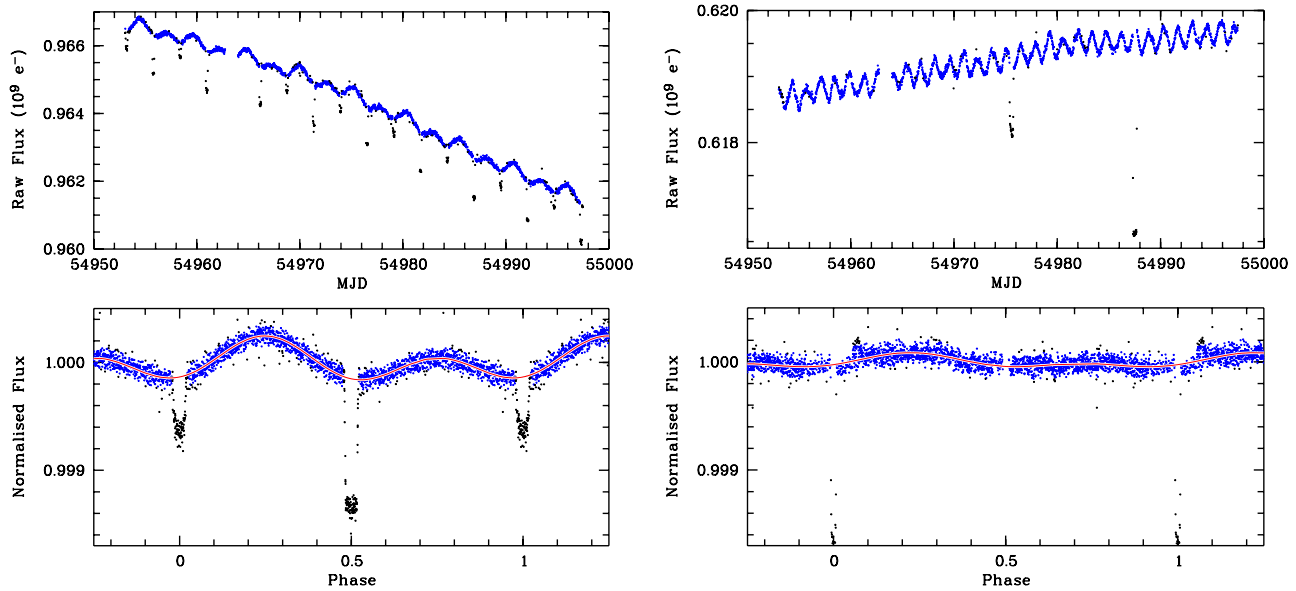 Raw Flux (10⁹ e⁻)
0.966
0.964
0.962
0.960
54950 54960 54970 54980 54990 55000
MJD
Raw Flux (10⁹ e⁻)
0.620
0.618
54950 54960 54970 54980 54990 55000
MJD
Normalised Flux
1.000
0.999
0 0.5 1
Phase
Normalised Flux
1.000
0.999
0 0.5 1
Phase